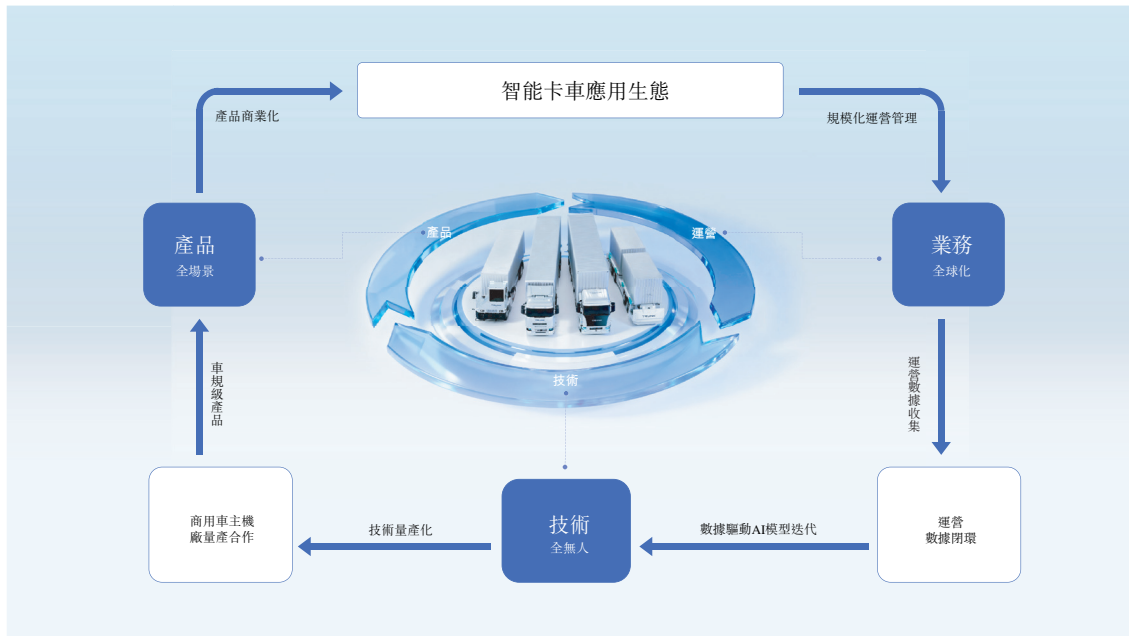 智能卡車應用生態
產品商業化
規模化運營管理
產品
全場景
產品
運營
業務
全球化
技術
車規級產品
運營數據收集
商用車主機
廠量產合作
技術量產化
技術
全無人
數據驅動AI模型迭代
運營
數據閉環